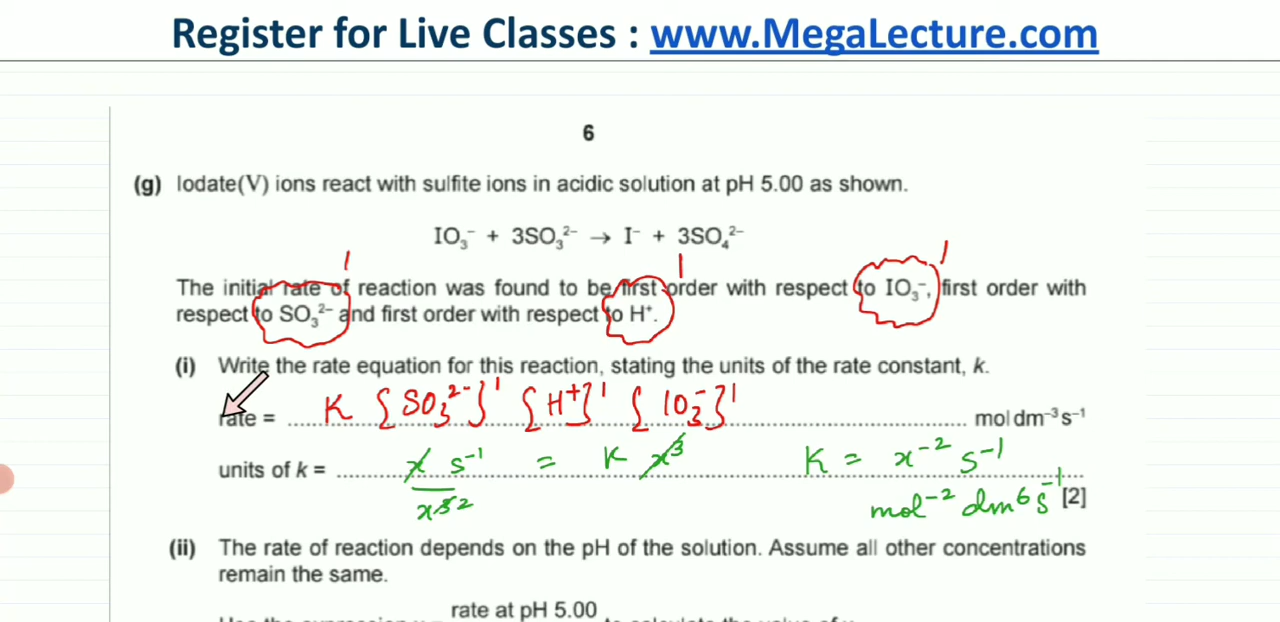 Register for Live Classes : www.MegaLecture.com
6
(g) Iodate(V) ions react with sulfite ions in acidic solution at pH 5.00 as shown.
IO₃⁻ + 3SO₃²⁻ → I⁻ + 3SO₄²⁻
1 1 1
The initial rate of reaction was found to be first order with respect to IO₃⁻, first order with
respect to SO₃²⁻ and first order with respect to H⁺.
(i) Write the rate equation for this reaction, stating the units of the rate constant, k.
rate = K {SO₃²⁻}¹ {H⁺}¹ {IO₃⁻}¹ mol dm⁻³ s⁻¹
units of k = x s⁻¹ = K x³ K = x⁻² s⁻¹
x³ 2 mol⁻² dm⁶ s⁻¹ [2]
(ii) The rate of reaction depends on the pH of the solution. Assume all other concentrations
remain the same.
rate at pH 5.00